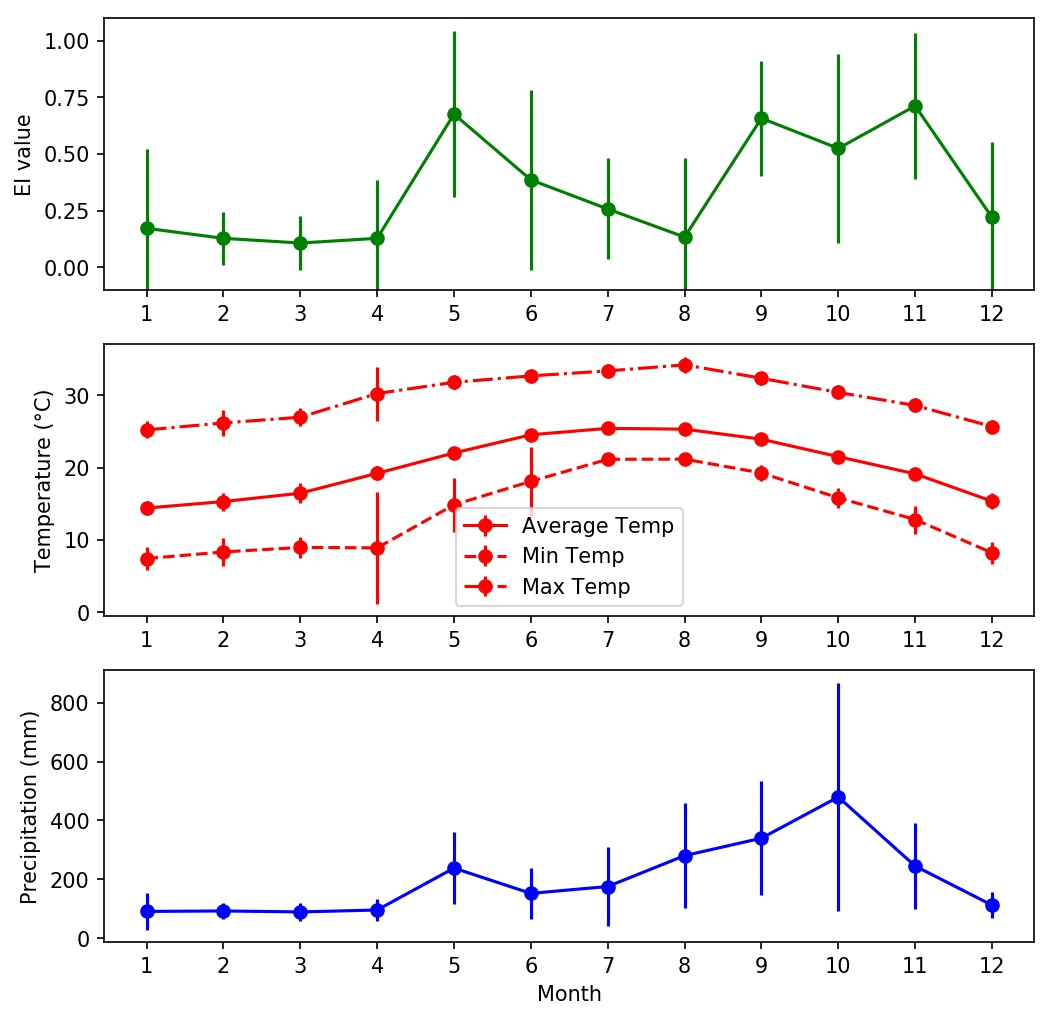 EI value
1.00
0.75
0.50
0.25
0.00
1 2 3 4 5 6 7 8 9 10 11 12
Temperature (°C)
30
20
10
0
Average Temp
Min Temp
Max Temp
1 2 3 4 5 6 7 8 9 10 11 12
Precipitation (mm)
800
600
400
200
0
1 2 3 4 5 6 7 8 9 10 11 12
Month